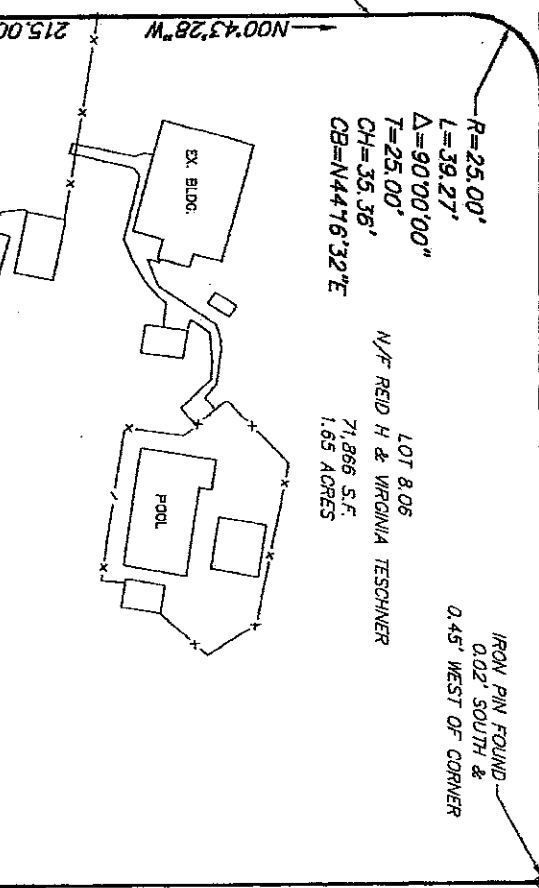 N00°43'28"W
215.00
R=25.00'
L=39.27'
Δ=90°00'00"
T=25.00'
CH=35.36'
CB=N44°16'32"E
EX. BLDG.
LOT 8.06
N/F REID H & VIRGINIA TESCHNER
71,866 S.F.
1.65 ACRES
POOL
IRON PIN FOUND
0.02' SOUTH &
0.45' WEST OF CORNER